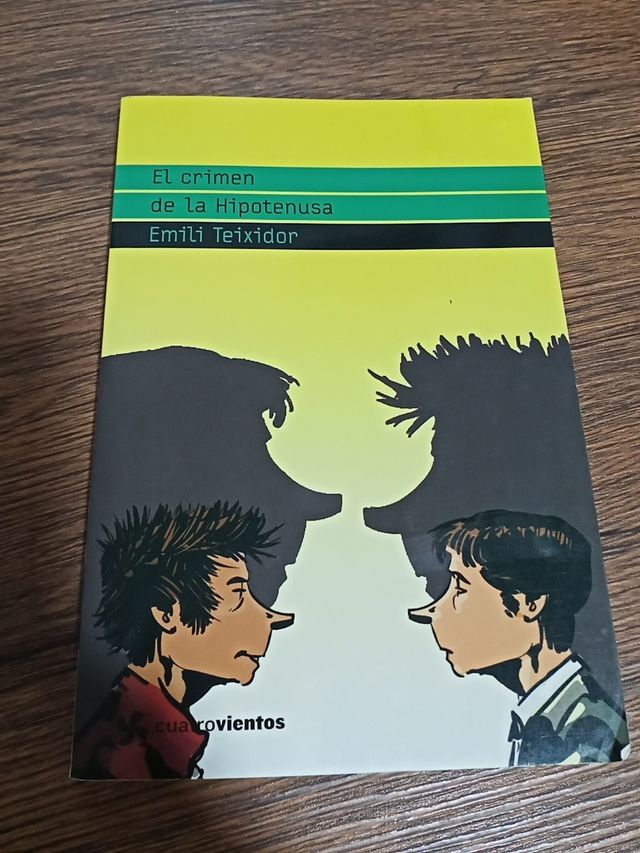 El crimen
de la Hipotenusa
Emili Teixidor
cuatrovientos